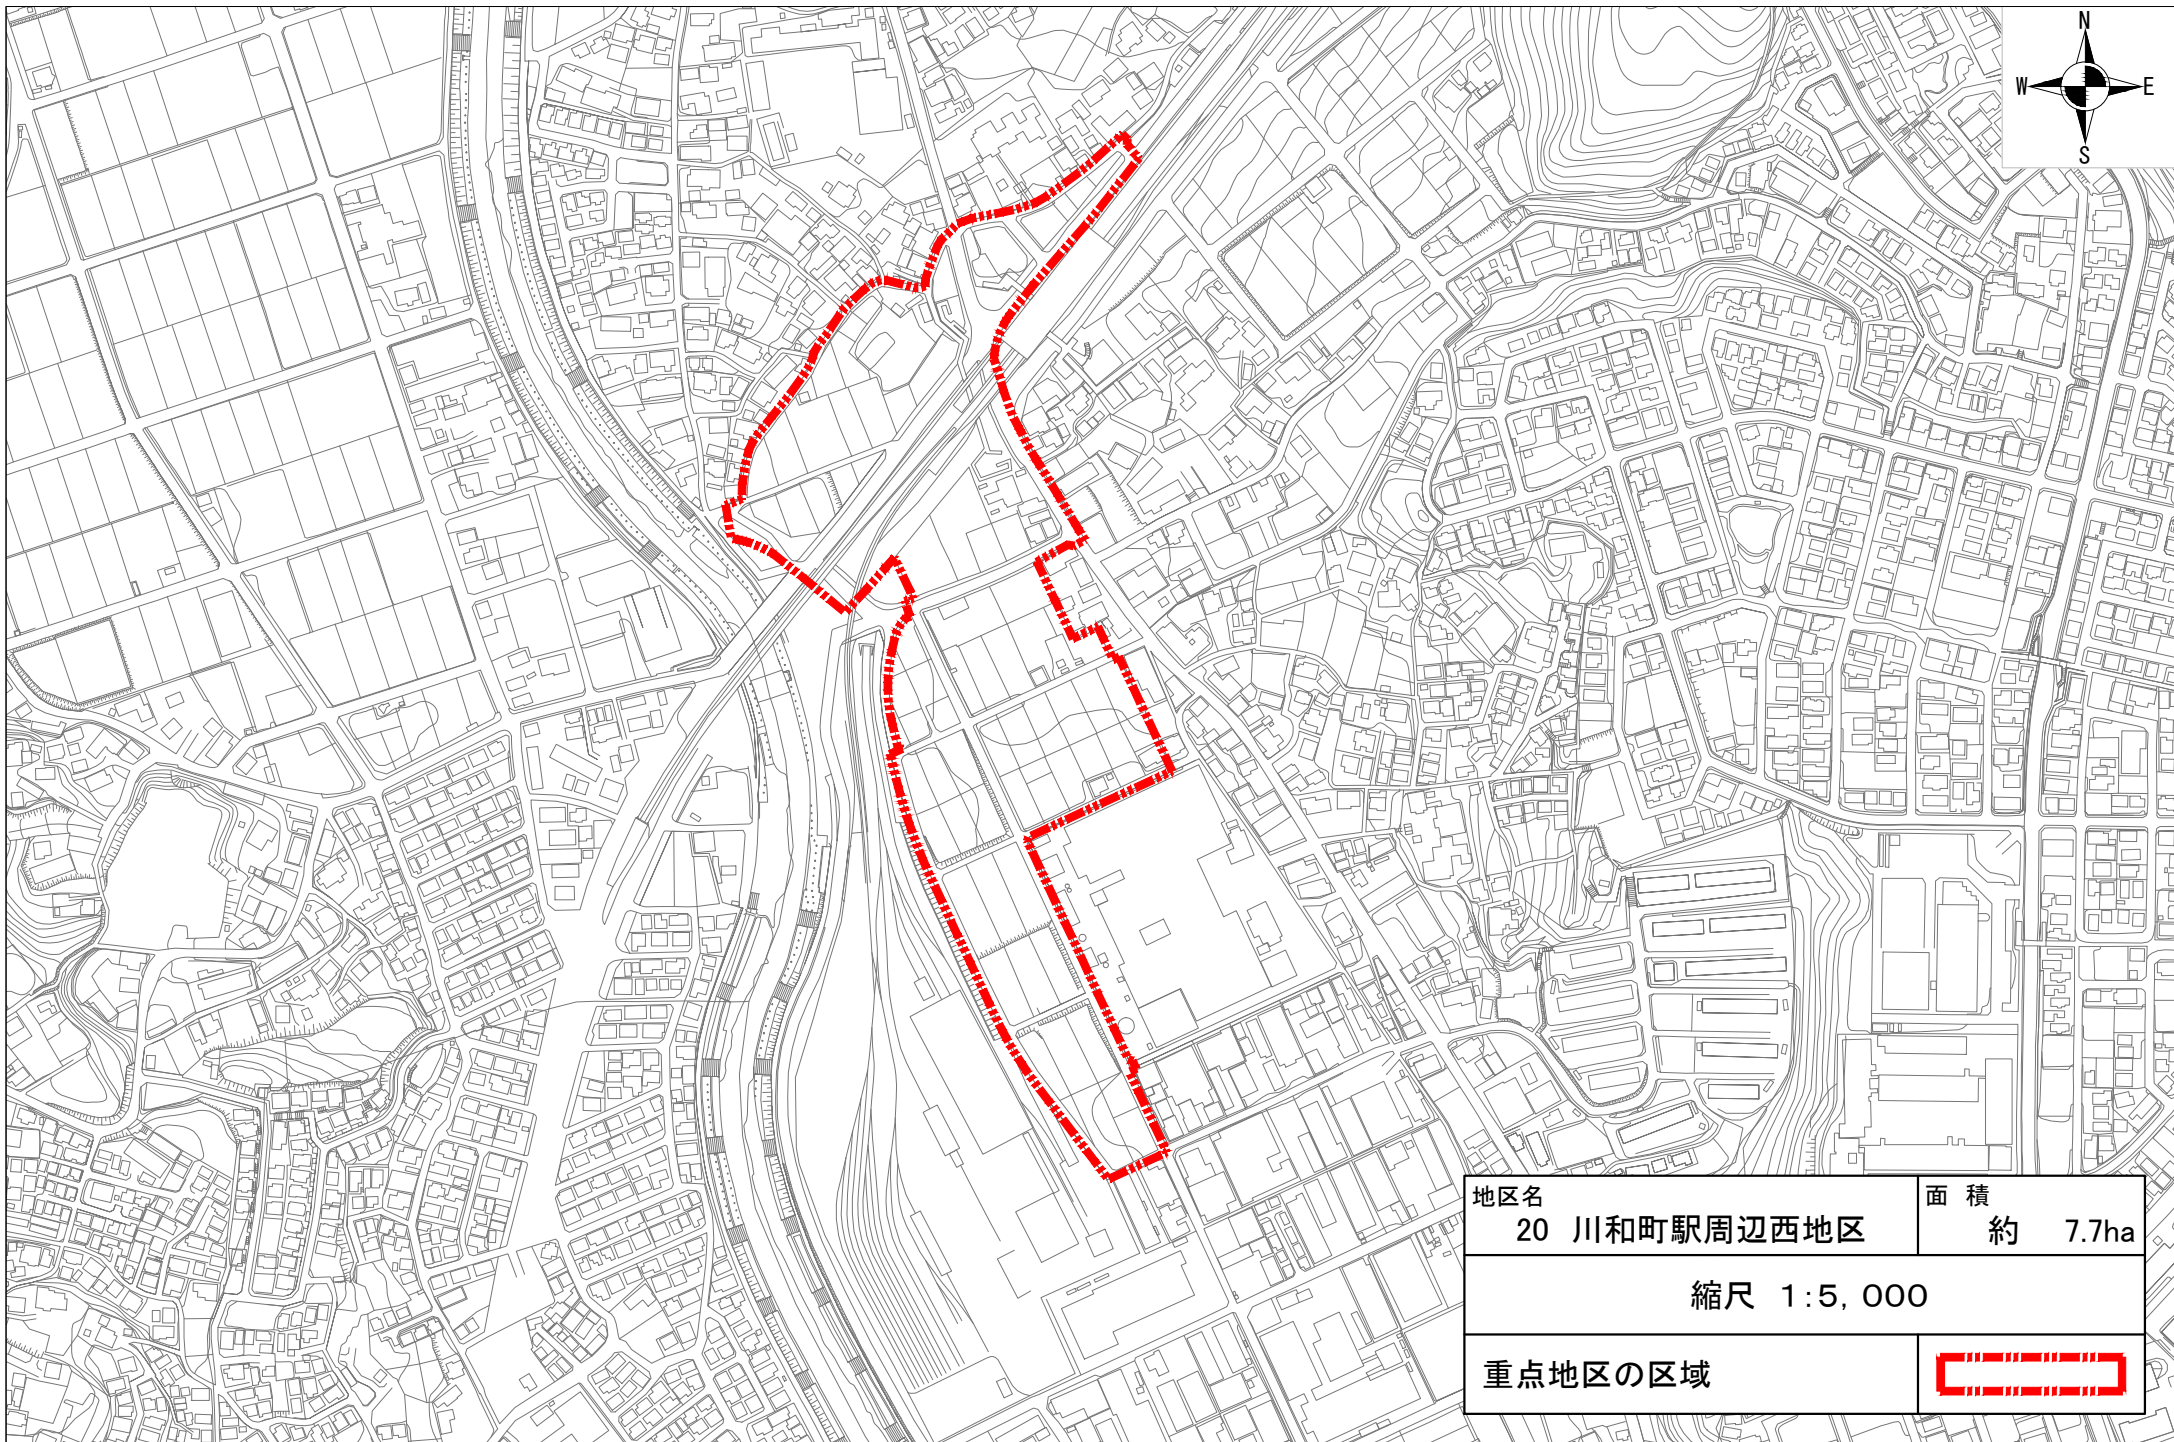 N
W E
S
地区名
20 川和町駅周辺西地区
面 積
約 7.7ha
縮尺 1:5,000
重点地区の区域